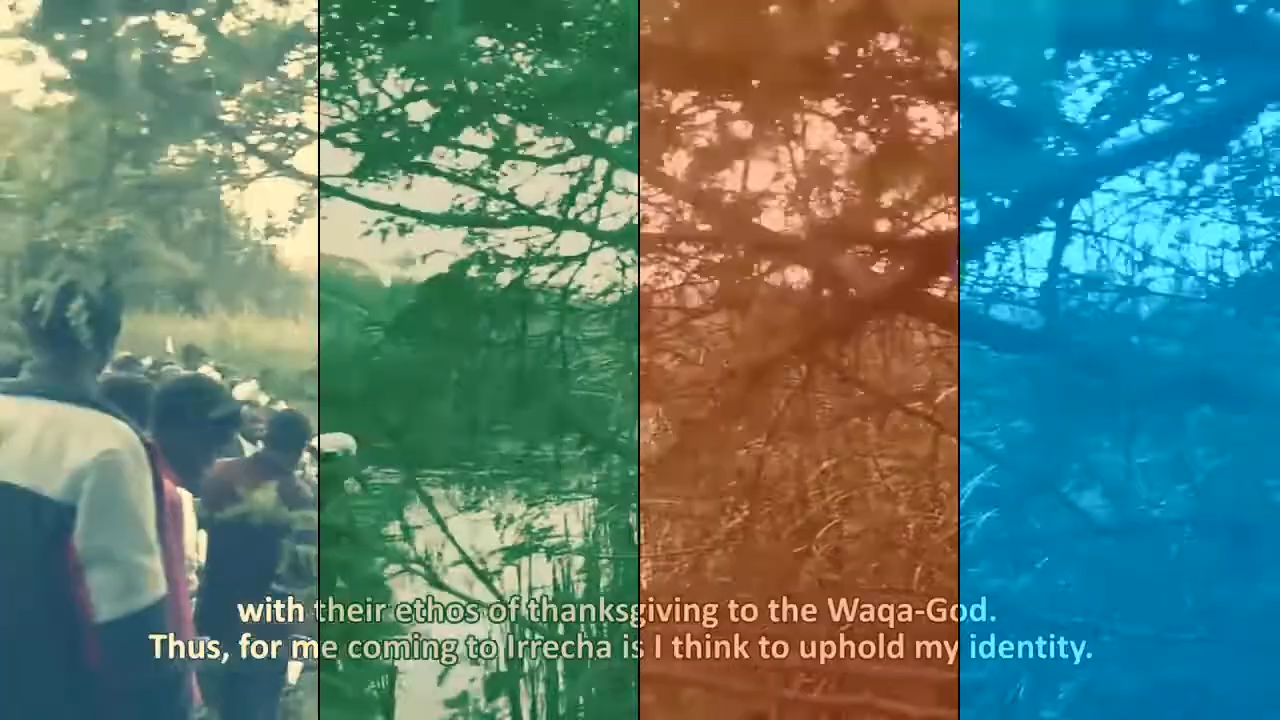 with their ethos of thanksgiving to the Waqa-God.
Thus, for me coming to Irrecha is I think to uphold my identity.